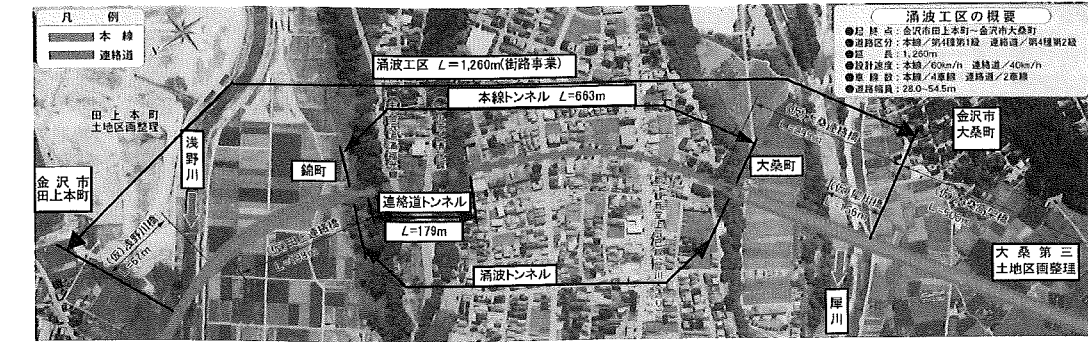 凡例
本線
連絡道
涌波工区の概要
●起終点：金沢市田上本町～金沢市大桑町
●道路区分：本線／第4種第1級 連絡道／第4種第2級
●延長：1,260m
●設計速度：本線／60km/h 連絡道／40km/h
●車線数：本線／4車線 連絡道／2車線
●道路幅員：28.0～54.5m
涌波工区 L=1,260m(街路事業)
本線トンネル L=663m
田上本町
土地区画整理
浅野川
金沢市
大桑町
錦町
大桑町
金沢市
田上本町
連絡道トンネル
L=179m
(仮)浅野川橋
涌波トンネル
大桑第三
土地区画整理
犀川